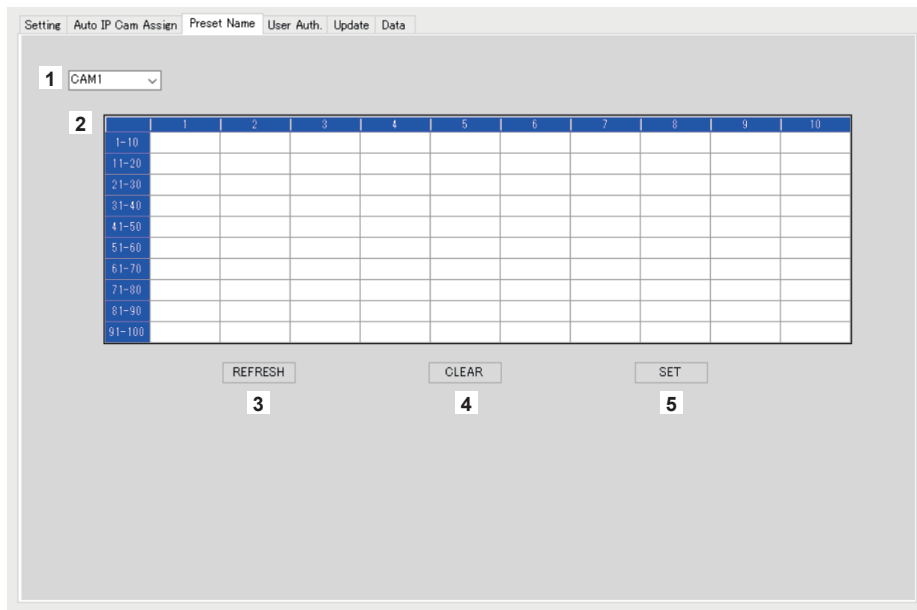 Setting Auto IP Cam Assign Preset Name User Auth. Update Data
1 CAM1
2
1 2 3 4 5 6 7 8 9 10
1-10
11-20
21-30
31-40
41-50
51-60
61-70
71-80
81-90
91-100
REFRESH CLEAR SET
3 4 5